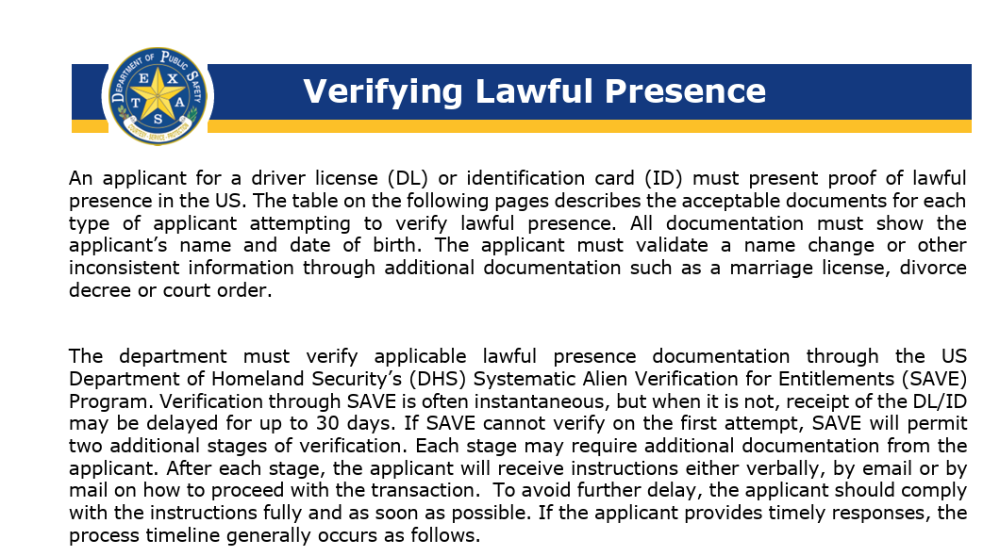 DEPARTMENT OF PUBLIC SAFETY
TEXAS
COURTESY · SERVICE · PROTECTION
Verifying Lawful Presence
An applicant for a driver license (DL) or identification card (ID) must present proof of lawful
presence in the US. The table on the following pages describes the acceptable documents for each
type of applicant attempting to verify lawful presence. All documentation must show the
applicant’s name and date of birth. The applicant must validate a name change or other
inconsistent information through additional documentation such as a marriage license, divorce
decree or court order.
The department must verify applicable lawful presence documentation through the US
Department of Homeland Security’s (DHS) Systematic Alien Verification for Entitlements (SAVE)
Program. Verification through SAVE is often instantaneous, but when it is not, receipt of the DL/ID
may be delayed for up to 30 days. If SAVE cannot verify on the first attempt, SAVE will permit
two additional stages of verification. Each stage may require additional documentation from the
applicant. After each stage, the applicant will receive instructions either verbally, by email or by
mail on how to proceed with the transaction.  To avoid further delay, the applicant should comply
with the instructions fully and as soon as possible. If the applicant provides timely responses, the
process timeline generally occurs as follows.